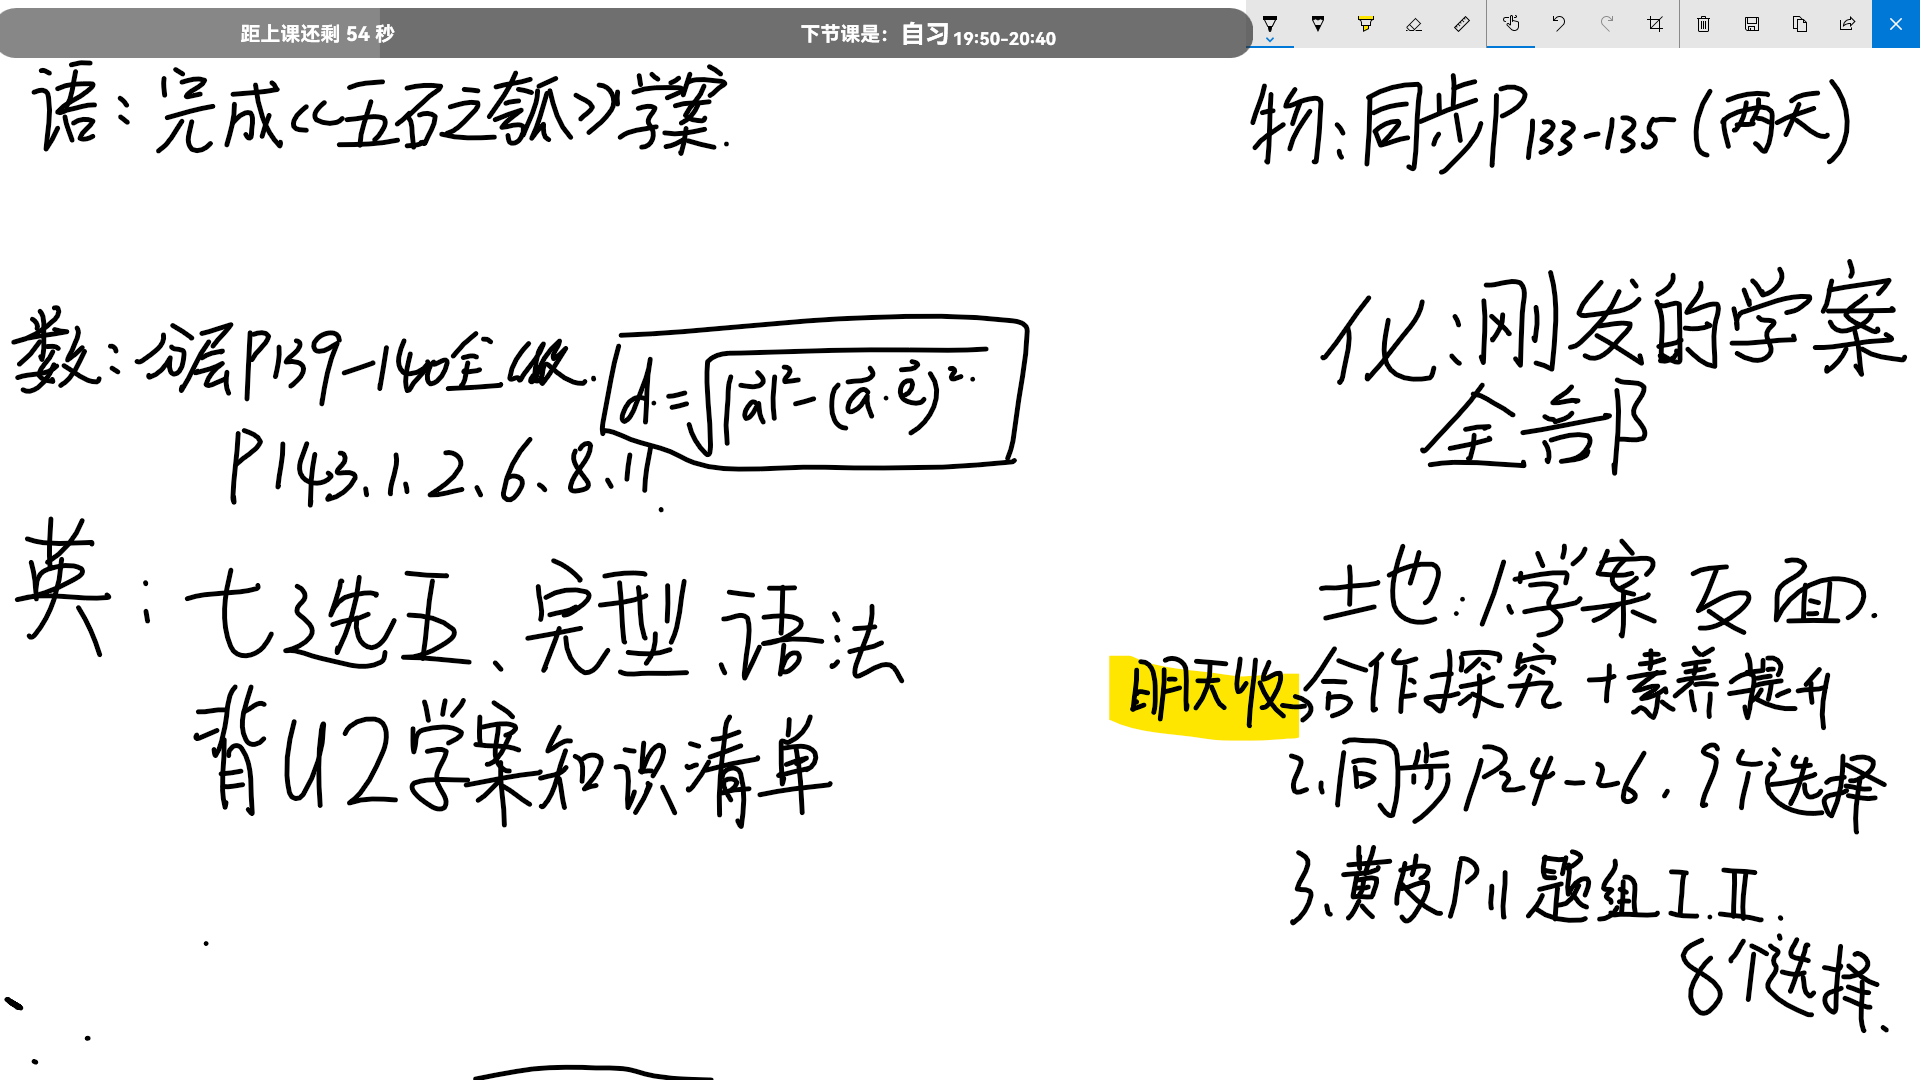 距上课还剩 54 秒
下节课是：自习 19:50-20:40
语：完成《五石之瓠》学案.
数：分层P139-140全做.
d=√|a⃗|²-(a⃗·e⃗)².
P143、1、2、6、8、11
英：七选五、完型、语法
背U2学案知识清单
物：同步P133-135(两天)
化：刚发的学案
全部
地：1.学案反面.
明天收→合作探究+素养提升
2、同步P24-26.9个选择
3、黄皮P11题组I.II.
8个选择.